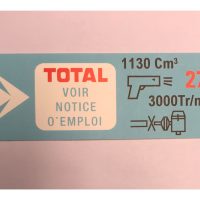 TOTAL
VOIR
NOTICE
D'EMPLOI
1130 Cm³
27
3000Tr/m